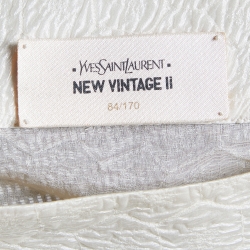 • YVESSAINTLAURENT •
NEW VINTAGE II
84/170